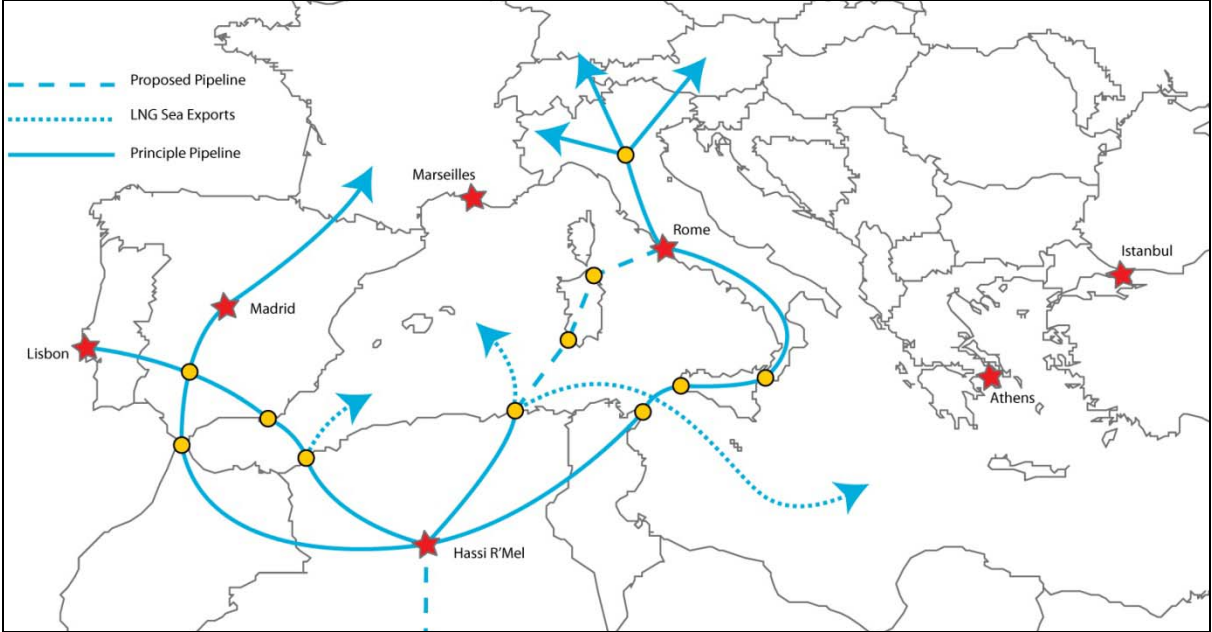 Proposed Pipeline
LNG Sea Exports
Principle Pipeline
Marseilles
Rome
Istanbul
Madrid
Lisbon
Athens
Hassi R'Mel